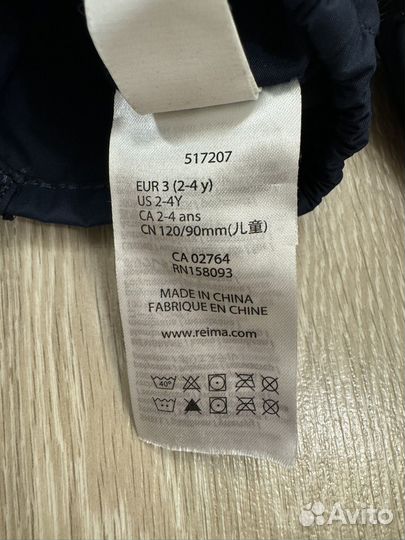 517207
EUR 3 (2-4 y)
US 2-4Y
CA 2-4 ans
CN 120/90mm(儿童)
CA 02764
RN158093
MADE IN CHINA
FABRIQUE EN CHINE
www.reima.com
40°
Avito